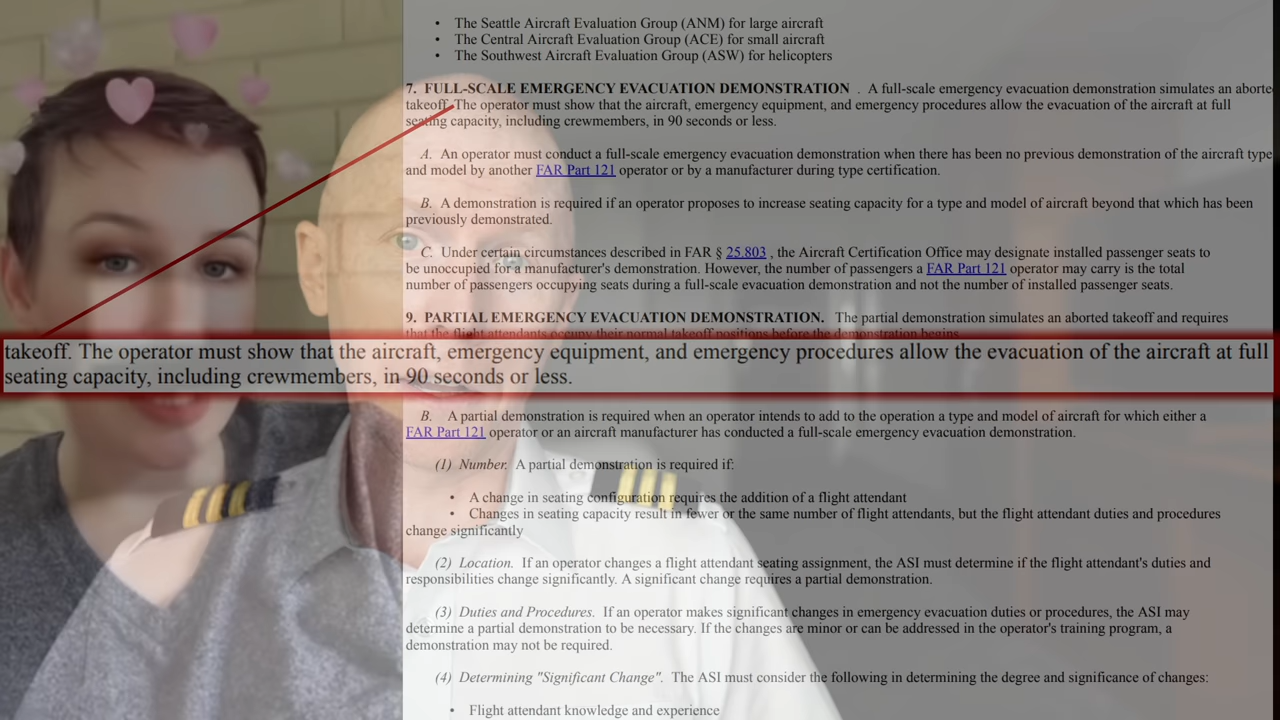 • The Seattle Aircraft Evaluation Group (ANM) for large aircraft
• The Central Aircraft Evaluation Group (ACE) for small aircraft
• The Southwest Aircraft Evaluation Group (ASW) for helicopters
7. FULL-SCALE EMERGENCY EVACUATION DEMONSTRATION . A full-scale emergency evacuation demonstration simulates an aborte
takeoff. The operator must show that the aircraft, emergency equipment, and emergency procedures allow the evacuation of the aircraft at full
seating capacity, including crewmembers, in 90 seconds or less.
A. An operator must conduct a full-scale emergency evacuation demonstration when there has been no previous demonstration of the aircraft type
and model by another FAR Part 121 operator or by a manufacturer during type certification.
B. A demonstration is required if an operator proposes to increase seating capacity for a type and model of aircraft beyond that which has been
previously demonstrated.
C. Under certain circumstances described in FAR § 25.803 , the Aircraft Certification Office may designate installed passenger seats to
be unoccupied for a manufacturer's demonstration. However, the number of passengers a FAR Part 121 operator may carry is the total
number of passengers occupying seats during a full-scale evacuation demonstration and not the number of installed passenger seats.
9. PARTIAL EMERGENCY EVACUATION DEMONSTRATION. The partial demonstration simulates an aborted takeoff and requires
that the flight attendants occupy their normal takeoff positions before the demonstration begins.
takeoff. The operator must show that the aircraft, emergency equipment, and emergency procedures allow the evacuation of the aircraft at full
seating capacity, including crewmembers, in 90 seconds or less.
B. A partial demonstration is required when an operator intends to add to the operation a type and model of aircraft for which either a
FAR Part 121 operator or an aircraft manufacturer has conducted a full-scale emergency evacuation demonstration.
(1) Number. A partial demonstration is required if:
• A change in seating configuration requires the addition of a flight attendant
• Changes in seating capacity result in fewer or the same number of flight attendants, but the flight attendant duties and procedures
change significantly
(2) Location. If an operator changes a flight attendant seating assignment, the ASI must determine if the flight attendant's duties and
responsibilities change significantly. A significant change requires a partial demonstration.
(3) Duties and Procedures. If an operator makes significant changes in emergency evacuation duties or procedures, the ASI may
determine a partial demonstration to be necessary. If the changes are minor or can be addressed in the operator's training program, a
demonstration may not be required.
(4) Determining "Significant Change". The ASI must consider the following in determining the degree and significance of changes:
• Flight attendant knowledge and experience